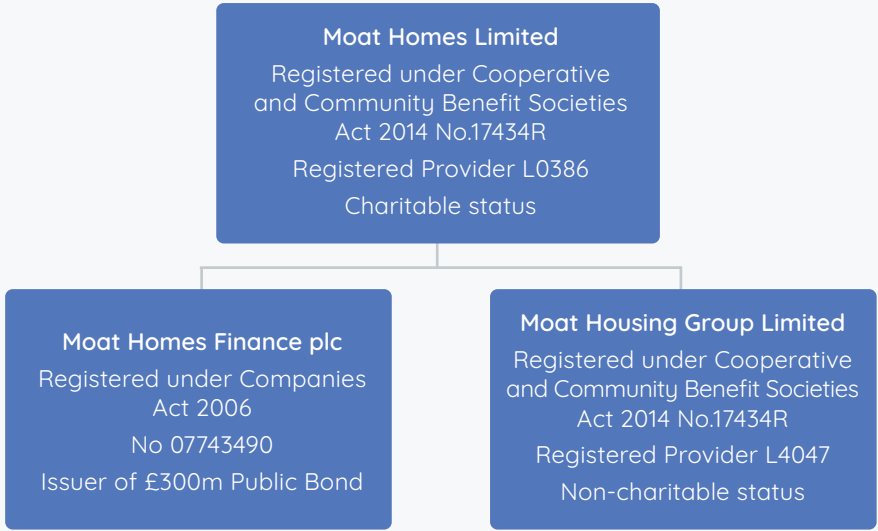 Moat Homes Limited
Registered under Cooperative
and Community Benefit Societies
Act 2014 No.17434R
Registered Provider L0386
Charitable status
Moat Homes Finance plc
Registered under Companies
Act 2006
No 07743490
Issuer of £300m Public Bond
Moat Housing Group Limited
Registered under Cooperative
and Community Benefit Societies
Act 2014 No.17434R
Registered Provider L4047
Non-charitable status